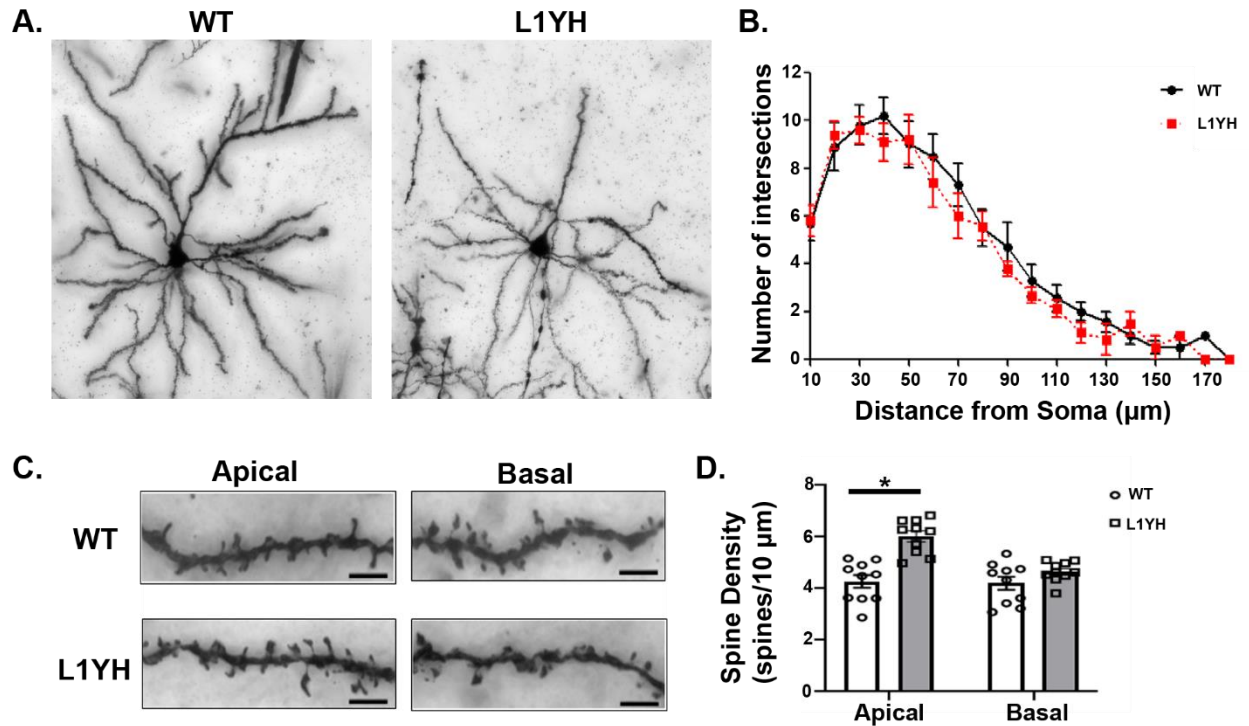 A.
WT
L1YH
B.
Number of intersections
12
10
8
6
4
2
0
10
30
50
70
90
110
130
150
170
Distance from Soma (µm)
WT
L1YH
C.
Apical
Basal
WT
L1YH
D.
Spine Density
(spines/10 µm)
8
6
4
2
0
*
WT
L1YH
Apical
Basal